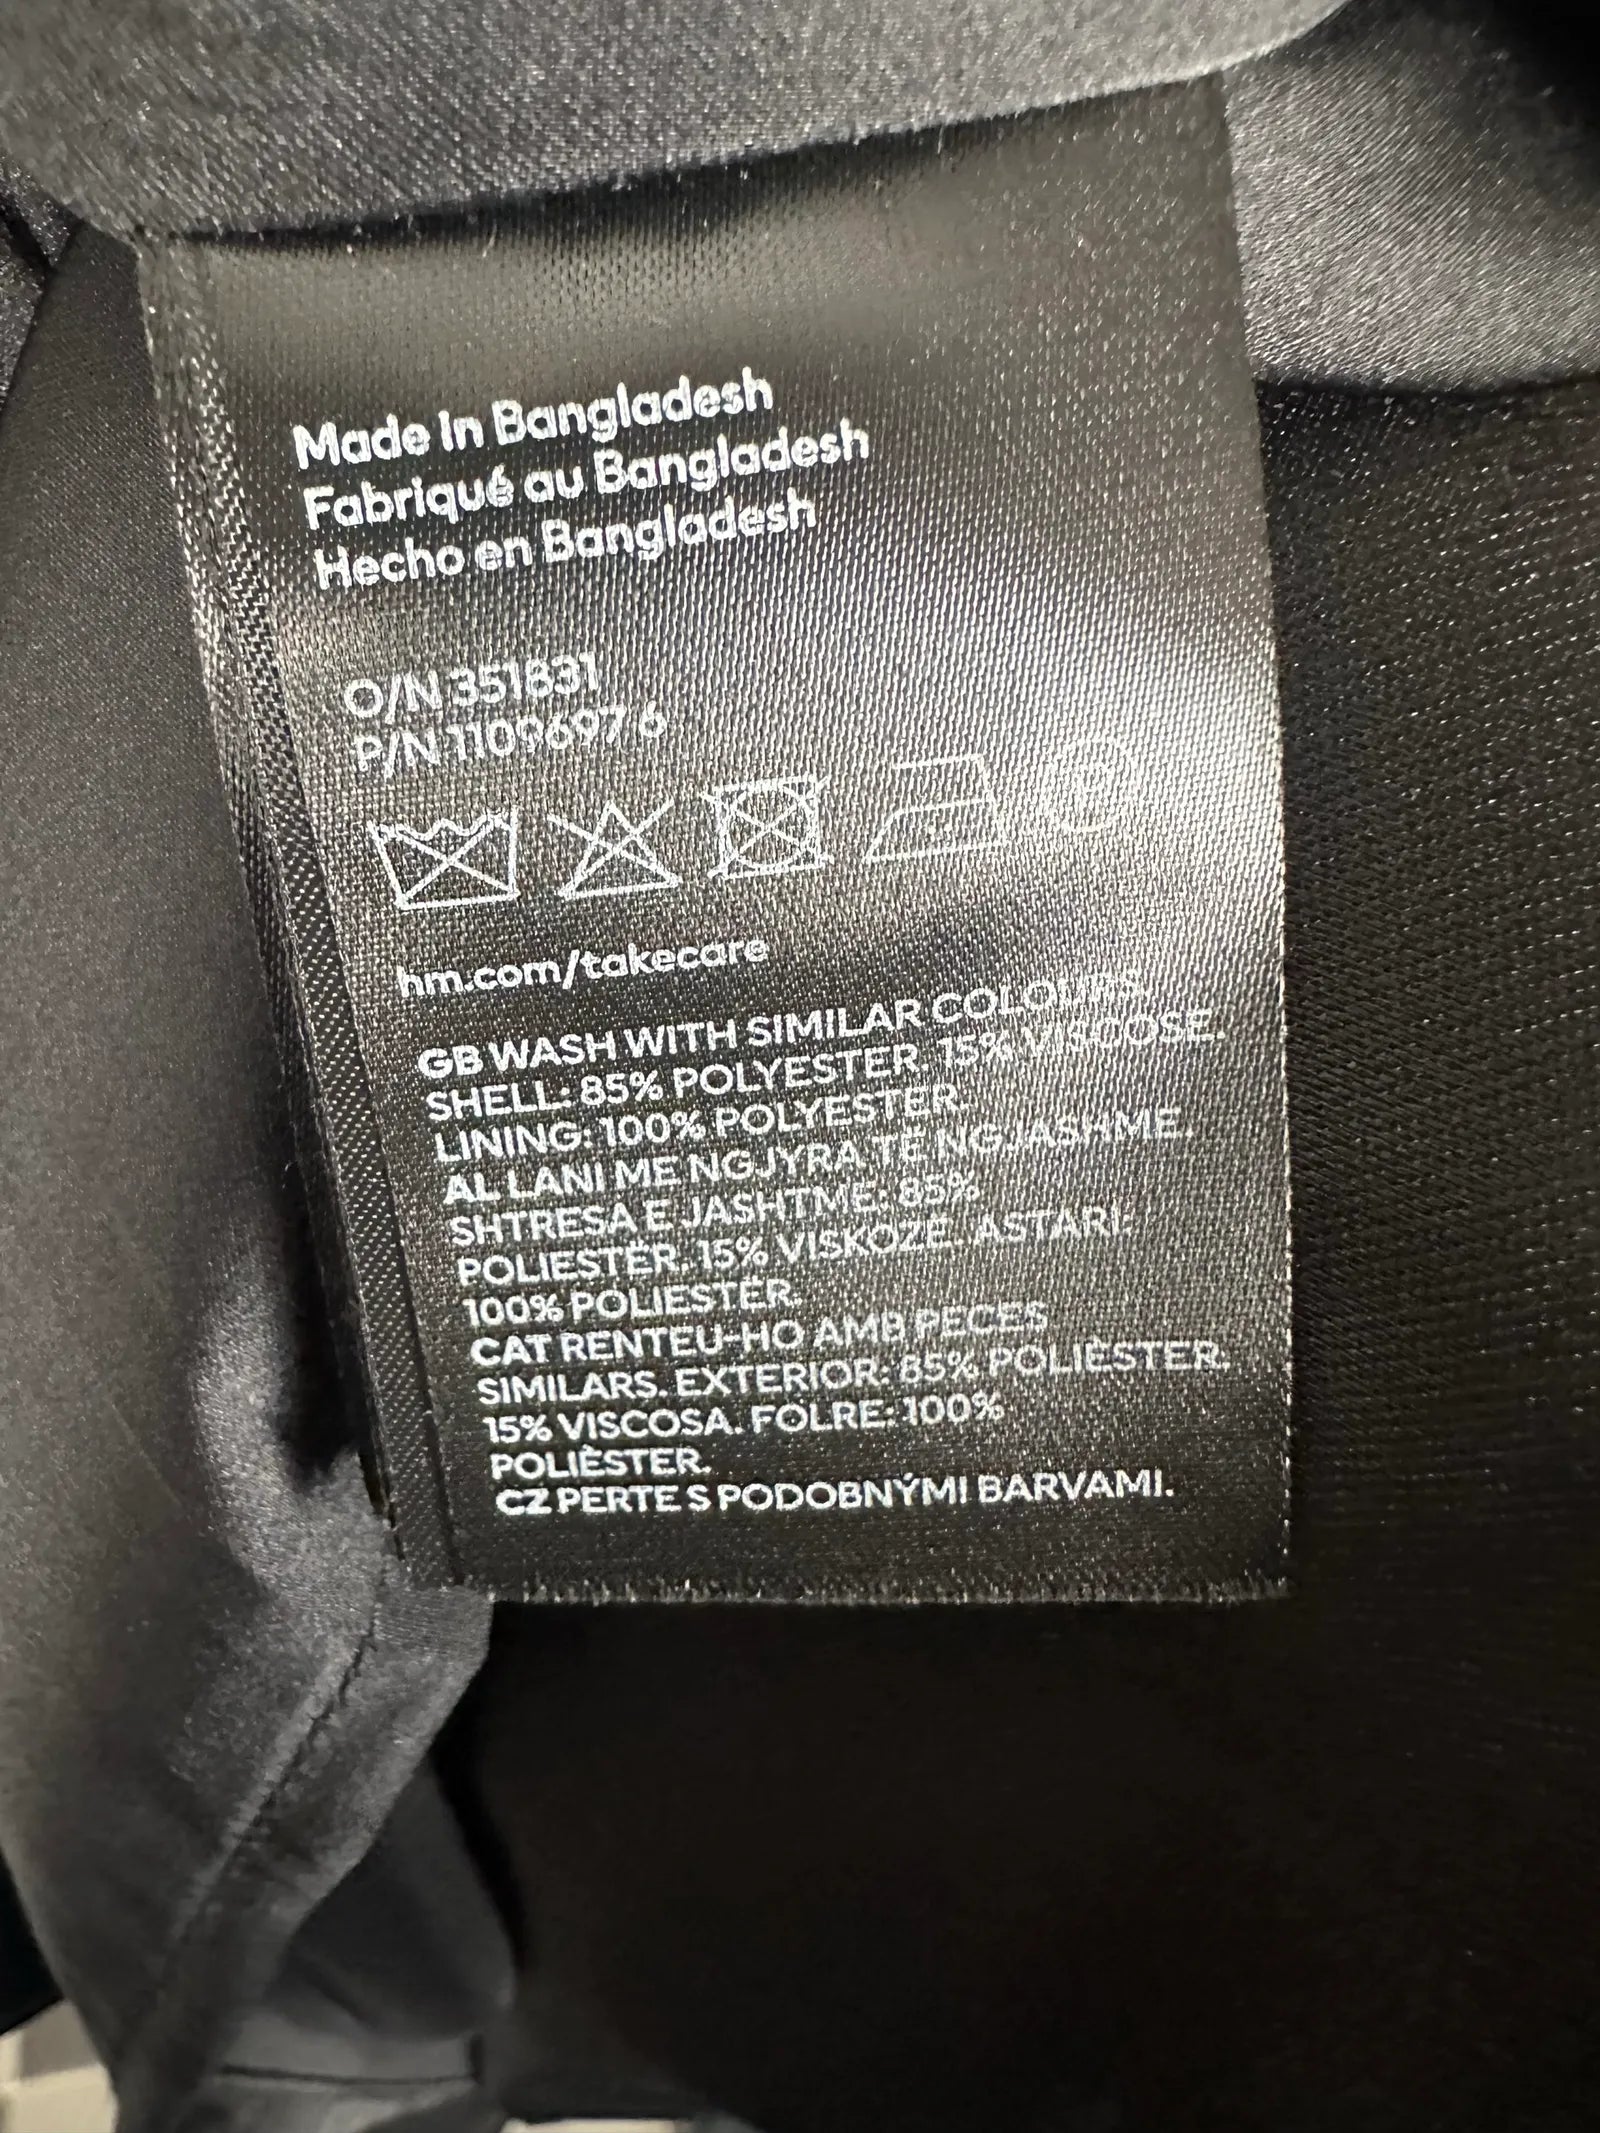 Made In Bangladesh
Fabriqué au Bangladesh
Hecho en Bangladesh
O/N 351831
P/N 11096976
hm.com/takecare
GB WASH WITH SIMILAR COLOURS.
SHELL: 85% POLYESTER. 15% VISCOSE.
LINING: 100% POLYESTER.
AL LANI ME NGJYRA TË NGJASHME.
SHTRESA E JASHTME: 85%
POLIESTËR. 15% VISKOZË. ASTARI:
100% POLIESTËR.
CAT RENTEU-HO AMB PECES
SIMILARS. EXTERIOR: 85% POLIÈSTER.
15% VISCOSA. FOLRE: 100%
POLIÈSTER.
CZ PERTE S PODOBNÝMI BARVAMI.